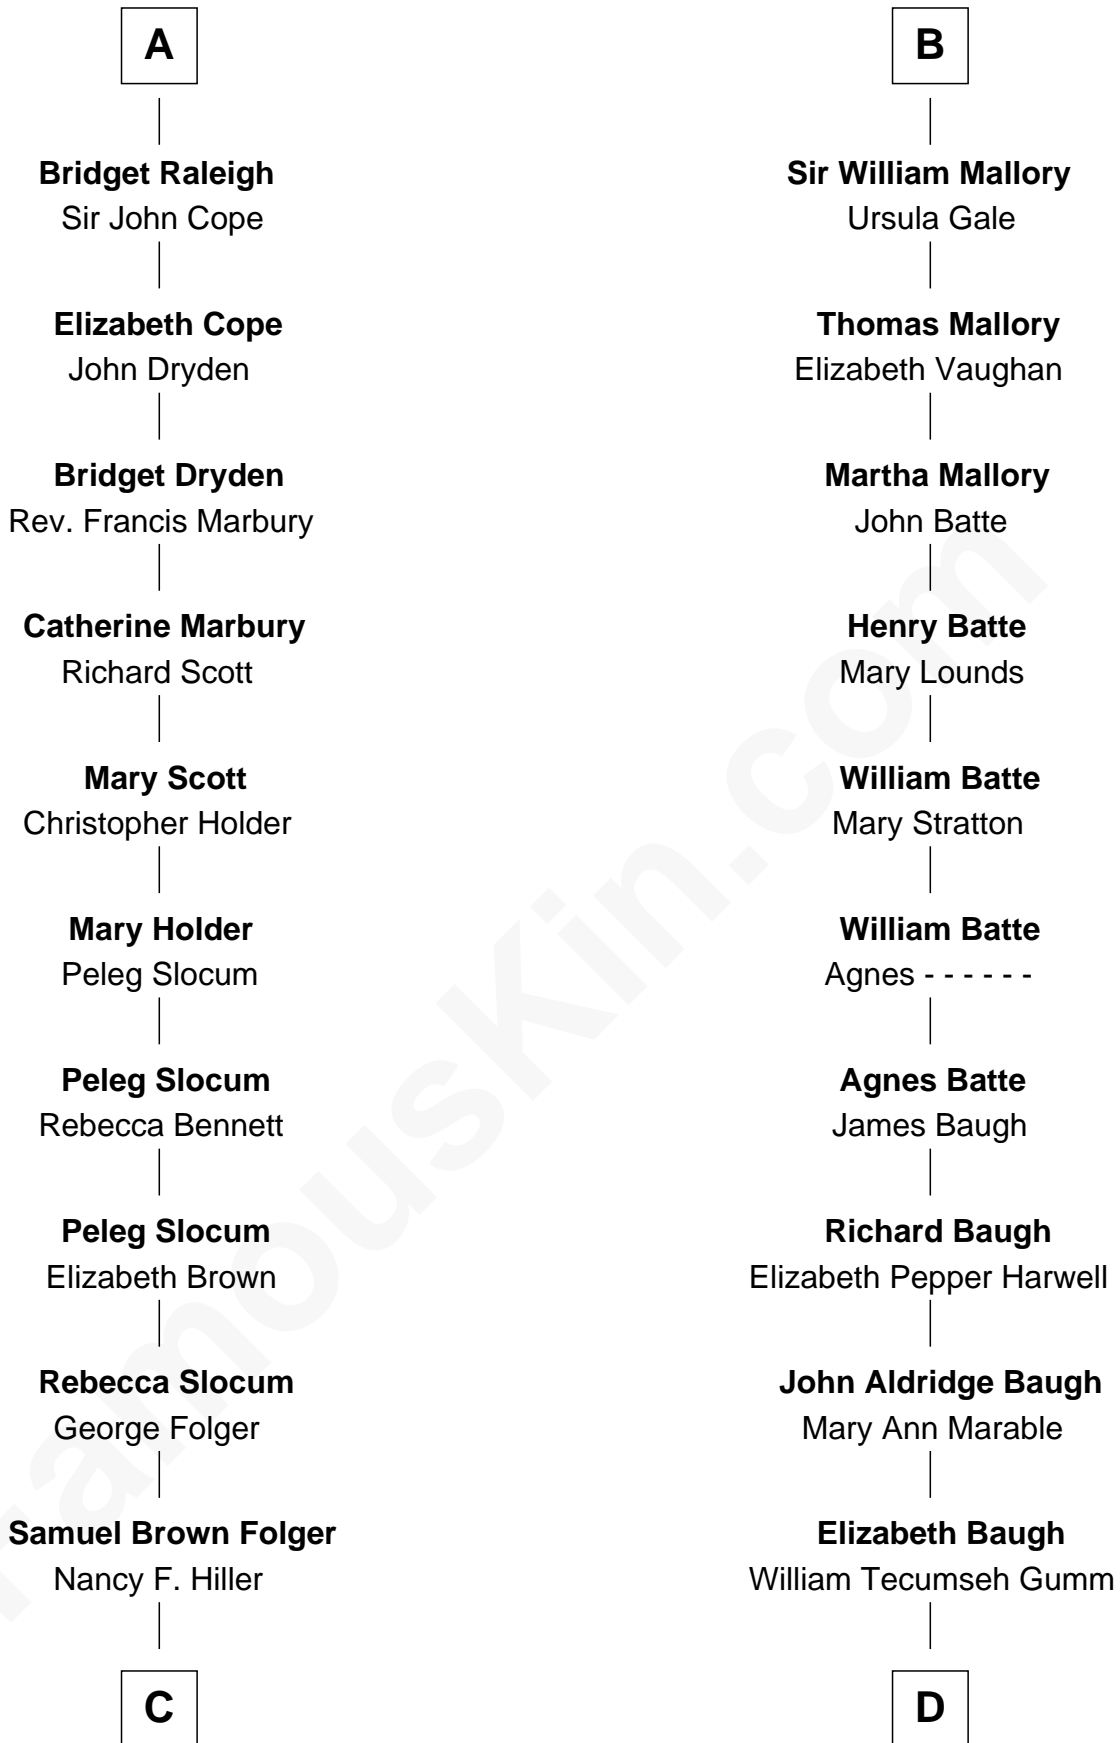 A
Bridget Raleigh
Sir John Cope
Elizabeth Cope
John Dryden
Bridget Dryden
Rev. Francis Marbury
Catherine Marbury
Richard Scott
Mary Scott
Christopher Holder
Mary Holder
Peleg Slocum
Peleg Slocum
Rebecca Bennett
Peleg Slocum
Elizabeth Brown
Rebecca Slocum
George Folger
Samuel Brown Folger
Nancy F. Hiller
C
B
Sir William Mallory
Ursula Gale
Thomas Mallory
Elizabeth Vaughan
Martha Mallory
John Batte
Henry Batte
Mary Lounds
William Batte
Mary Stratton
William Batte
Agnes - - - - - -
Agnes Batte
James Baugh
Richard Baugh
Elizabeth Pepper Harwell
John Aldridge Baugh
Mary Ann Marable
Elizabeth Baugh
William Tecumseh Gumm
D
FamousKin.com